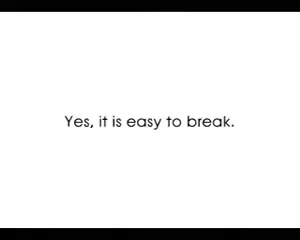 Yes, it is easy to break.